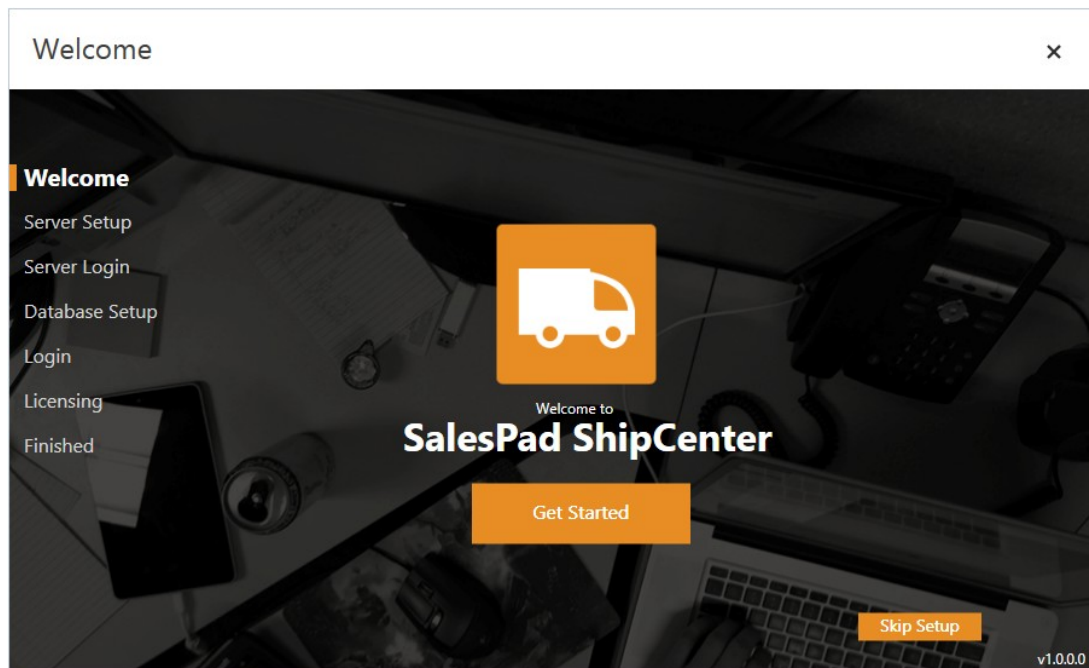 Welcome
Welcome
Server Setup
Server Login
Database Setup
Login
Licensing
Finished
Welcome to
SalesPad ShipCenter
Get Started
Skip Setup
v1.0.0.0